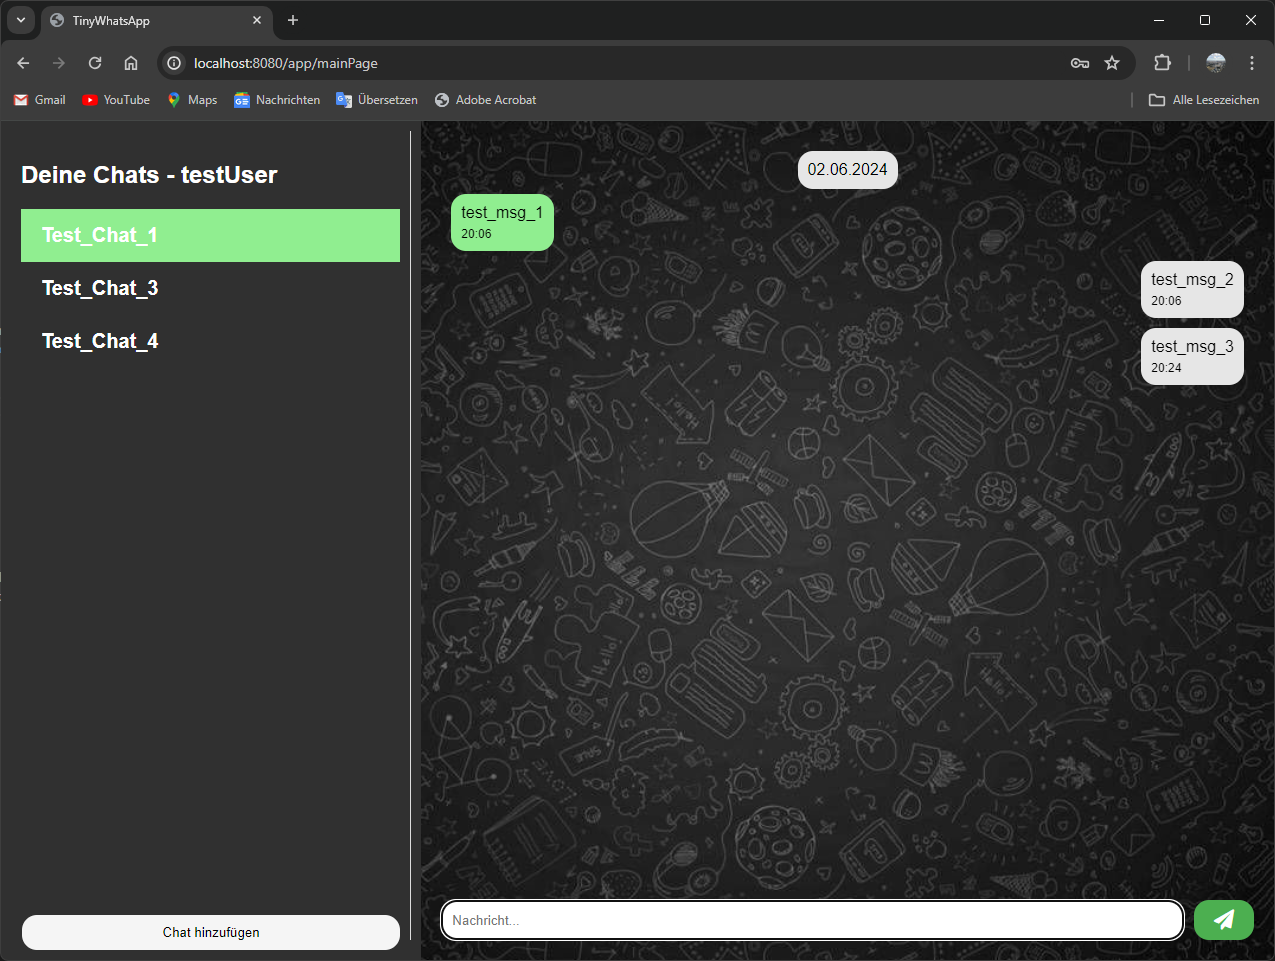 TinyWhatsApp
localhost:8080/app/mainPage
Gmail YouTube Maps Nachrichten Übersetzen Adobe Acrobat Alle Lesezeichen
Deine Chats - testUser
Test_Chat_1
Test_Chat_3
Test_Chat_4
Chat hinzufügen
02.06.2024
test_msg_1
20:06
test_msg_2
20:06
test_msg_3
20:24
Nachricht...